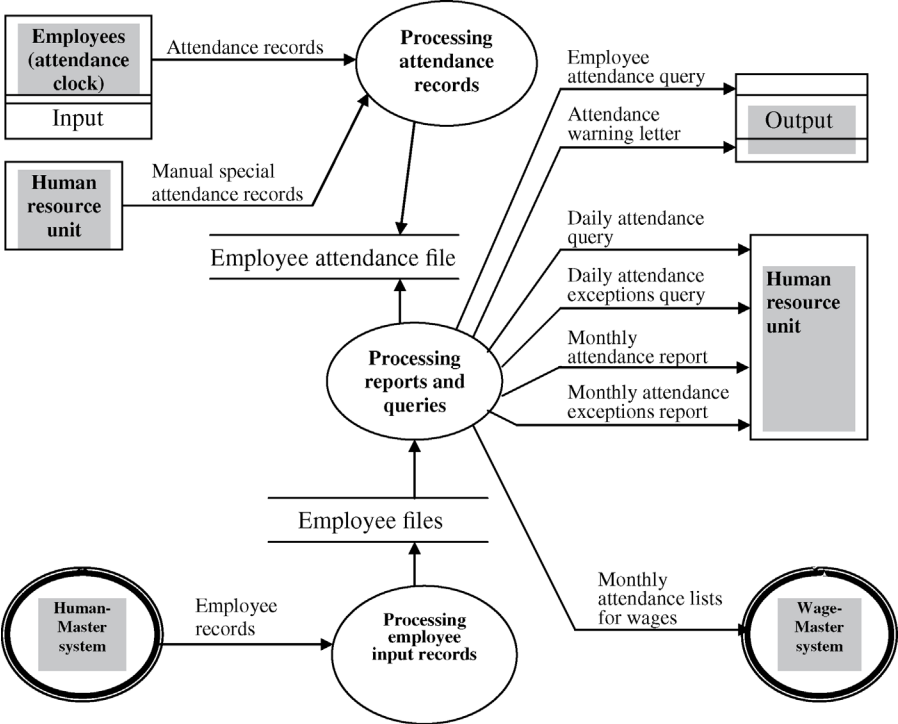 Employees
(attendance
clock)
Input
Attendance records
Processing
attendance
records
Human
resource
unit
Manual special
attendance records
Employee attendance file
Employee
attendance query
Attendance
warning letter
Output
Daily attendance
query
Daily attendance
exceptions query
Monthly
attendance report
Monthly attendance
exceptions report
Human
resource
unit
Processing
reports and
queries
Employee files
Human-
Master
system
Employee
records
Processing
employee
input records
Monthly
attendance lists
for wages
Wage-
Master
system